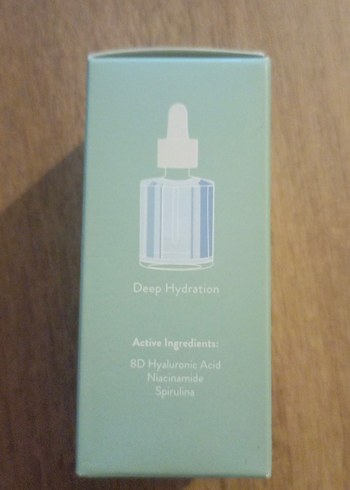 Deep Hydration
Active Ingredients:
8D Hyaluronic Acid
Niacinamide
Spirulina